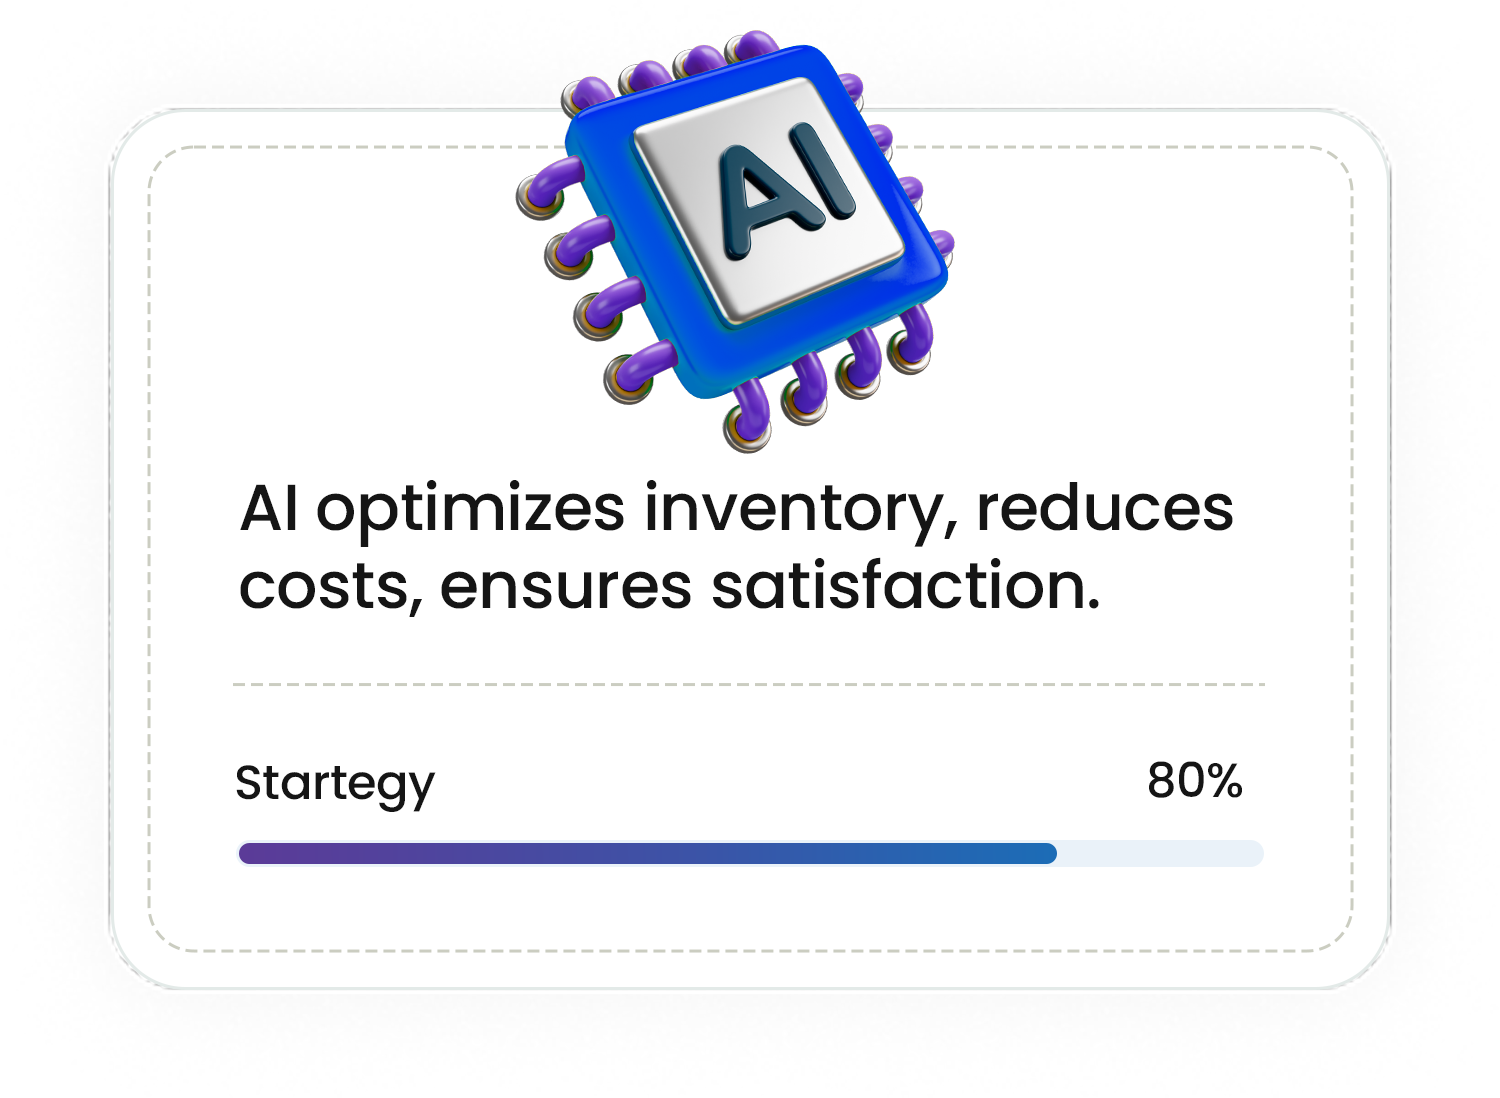 AI
AI optimizes inventory, reduces
costs, ensures satisfaction.
Startegy
80%